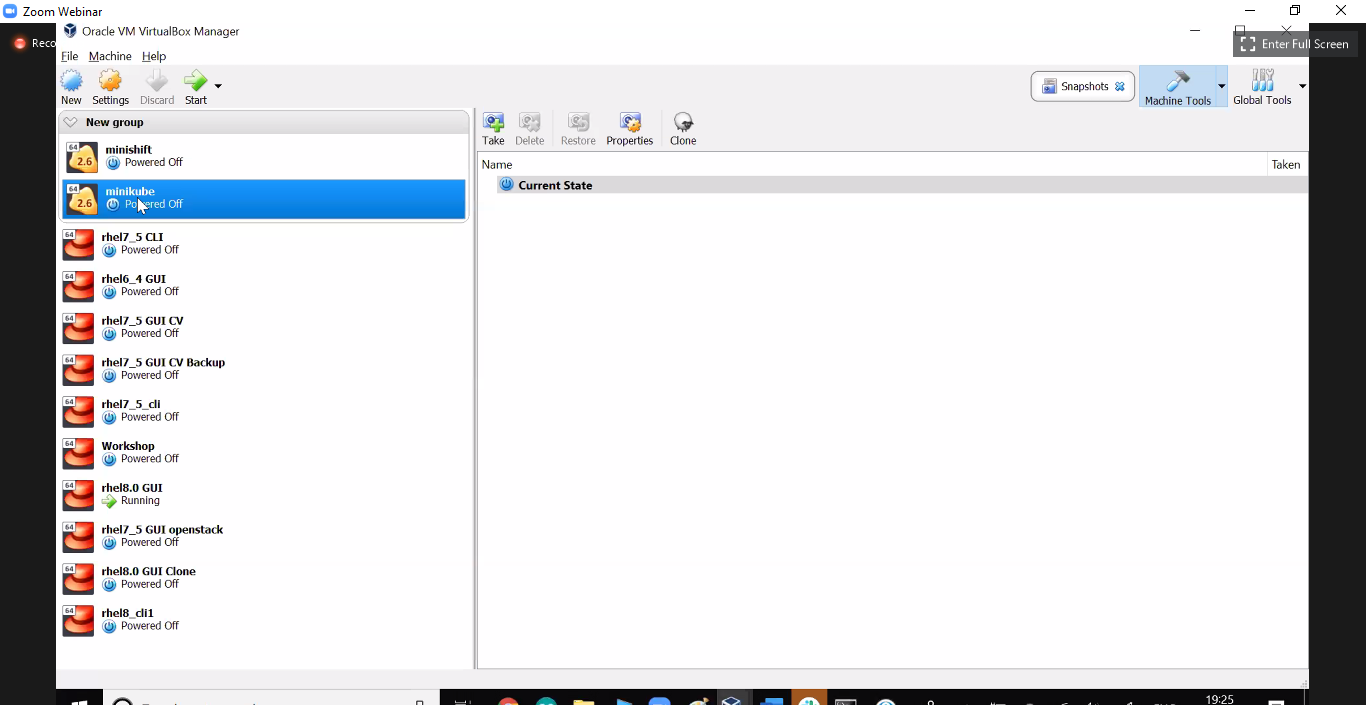 Zoom Webinar
Reco
Oracle VM VirtualBox Manager
Enter Full Screen
File Machine Help
New Settings Discard Start
Snapshots Machine Tools Global Tools
New group
64 2.6 minishift
Powered Off
64 2.6 minikube
Powered Off
64 rhel7_5 CLI
Powered Off
64 rhel6_4 GUI
Powered Off
64 rhel7_5 GUI CV
Powered Off
64 rhel7_5 GUI CV Backup
Powered Off
64 rhel7_5_cli
Powered Off
64 Workshop
Powered Off
64 rhel8.0 GUI
Running
64 rhel7_5 GUI openstack
Powered Off
64 rhel8.0 GUI Clone
Powered Off
64 rhel8_cli1
Powered Off
Take Delete Restore Properties Clone
Name Taken
Current State
19:25